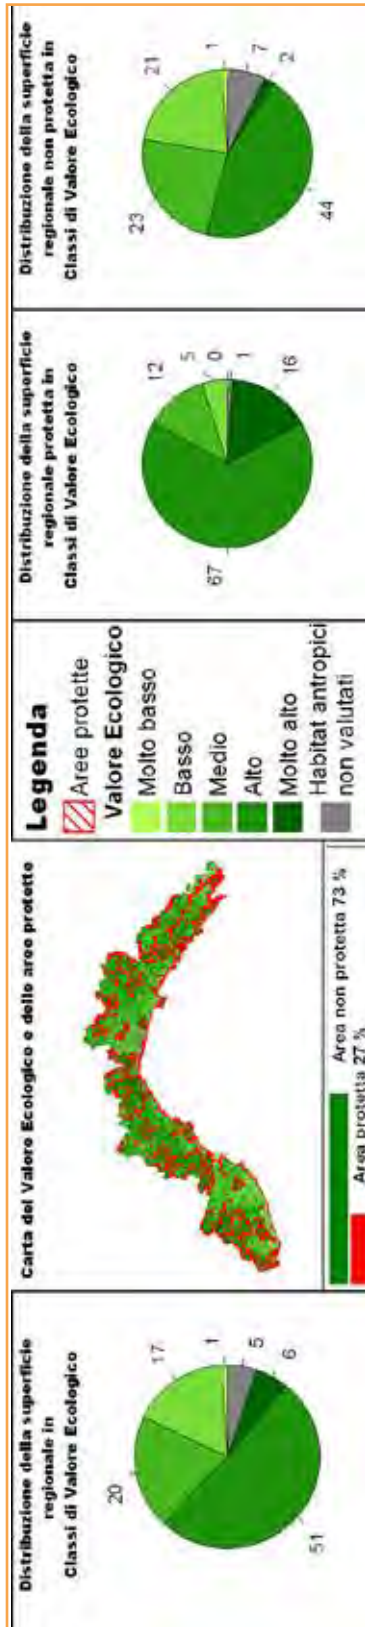 Distribuzione della superficie
regionale in
Classi di Valore Ecologico
20
17
1
5
6
51
Carta del Valore Ecologico e delle aree protette
Area non protetta 73 %
Area protetta 27 %
Legenda
Aree protette
Valore Ecologico
Molto basso
Basso
Medio
Alto
Molto alto
Habitat antropici
non valutati
Distribuzione della superficie
regionale protetta in
Classi di Valore Ecologico
12
5
0
1
16
67
Distribuzione della superficie
regionale non protetta in
Classi di Valore Ecologico
23
21
1
7
2
44